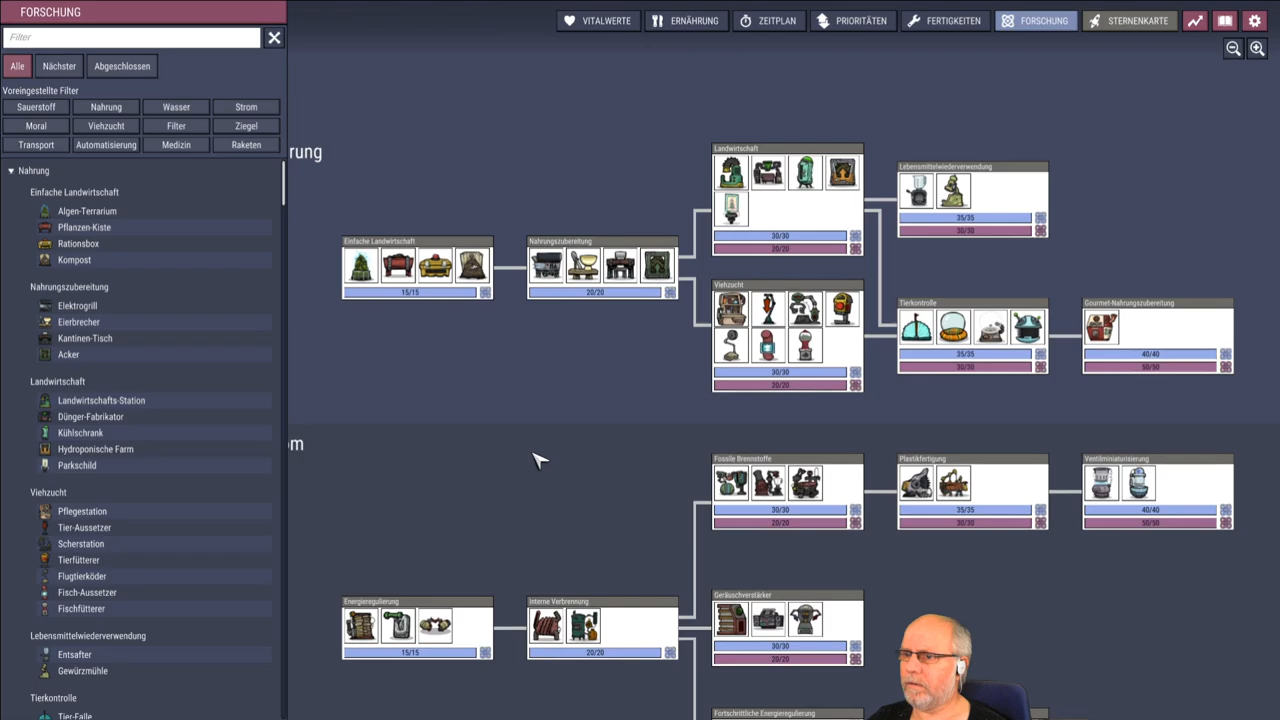 FORSCHUNG
Filter
Alle
Nächster
Abgeschlossen
Voreingestellte Filter
Sauerstoff
Nahrung
Wasser
Strom
Moral
Viehzucht
Filter
Ziegel
Transport
Automatisierung
Medizin
Raketen
Nahrung
Einfache Landwirtschaft
Algen-Terrarium
Pflanzen-Kiste
Rationsbox
Kompost
Nahrungszubereitung
Elektrogrill
Eierbrecher
Kantinen-Tisch
Acker
Landwirtschaft
Landwirtschafts-Station
Dünger-Fabrikator
Kühlschrank
Hydroponische Farm
Parkschild
Viehzucht
Pflegestation
Tier-Aussetzer
Scherstation
Tierfütterer
Flugtierköder
Fisch-Aussetzer
Fischfütterer
Lebensmittelwiederverwendung
Entsafter
Gewürzmühle
Tierkontrolle
Tier-Falle
VITALWERTE
ERNÄHRUNG
ZEITPLAN
PRIORITÄTEN
FERTIGKEITEN
FORSCHUNG
STERNENKARTE
rung
Einfache Landwirtschaft
15/15
Nahrungszubereitung
20/20
Landwirtschaft
30/30
20/20
Lebensmittelwiederverwendung
35/35
30/30
Viehzucht
30/30
20/20
Tierkontrolle
35/35
30/30
Gourmet-Nahrungszubereitung
40/40
50/50
om
Fossile Brennstoffe
30/30
20/20
Plastikfertigung
35/35
30/30
Ventilminiaturisierung
40/40
50/50
Energieregulierung
15/15
Interne Verbrennung
20/20
Geräuschverstärker
30/30
20/20
Fortschrittliche Energieregulierung